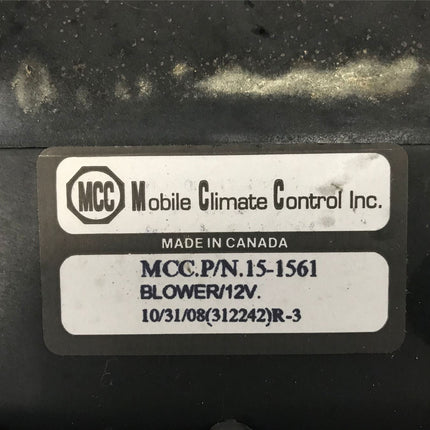 MCC Mobile Climate Control Inc.
MADE IN CANADA
MCC.P/N.15-1561
BLOWER/12V.
10/31/08(312242)R-3